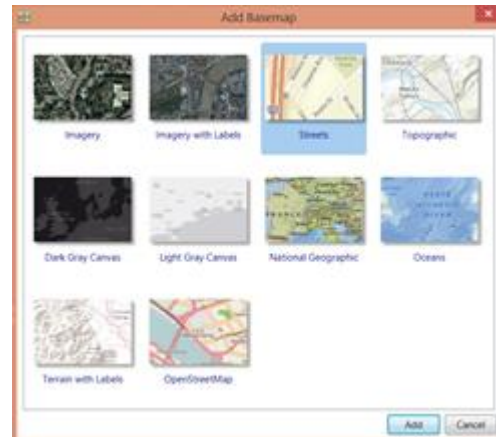 Add Basemap
Imagery
Imagery with Labels
Streets
Topographic
Dark Gray Canvas
Light Gray Canvas
National Geographic
Oceans
Terrain with Labels
OpenStreetMap
Add
Cancel